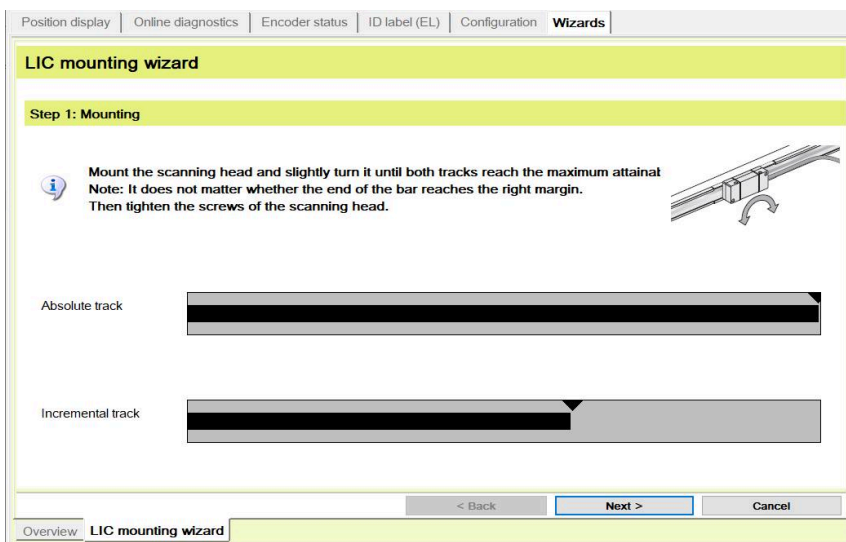 Position display Online diagnostics Encoder status ID label (EL) Configuration Wizards
LIC mounting wizard
Step 1: Mounting
Mount the scanning head and slightly turn it until both tracks reach the maximum
Note: It does not matter whether the end of the bar reaches the right margin.
Then tighten the screws of the scanning head.
Absolute track
Incremental track
< Back Next > Cancel
Overview LIC mounting wizard